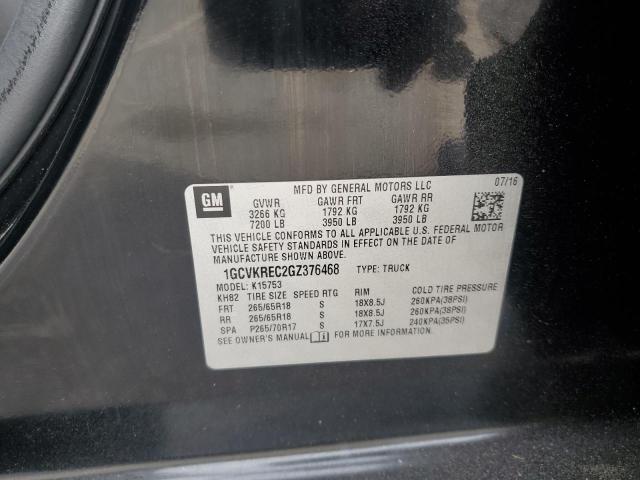 GM
MFD BY GENERAL MOTORS LLC
07/16
GVWR GAWR FRT GAWR RR
3266 KG 1792 KG 1792 KG
7200 LB 3950 LB 3950 LB
THIS VEHICLE CONFORMS TO ALL APPLICABLE U.S. FEDERAL MOTOR
VEHICLE SAFETY STANDARDS IN EFFECT ON THE DATE OF
MANUFACTURE SHOWN ABOVE.
1GCVKREC2GZ376468 TYPE: TRUCK
MODEL: K15753
KH82 TIRE SIZE SPEED RTG RIM COLD TIRE PRESSURE
FRT 265/65R18 S 18X8.5J 260KPA(38PSI)
RR 265/65R18 S 18X8.5J 260KPA(38PSI)
SPA P265/70R17 S 17X7.5J 240KPA(35PSI)
SEE OWNER'S MANUAL FOR MORE INFORMATION.